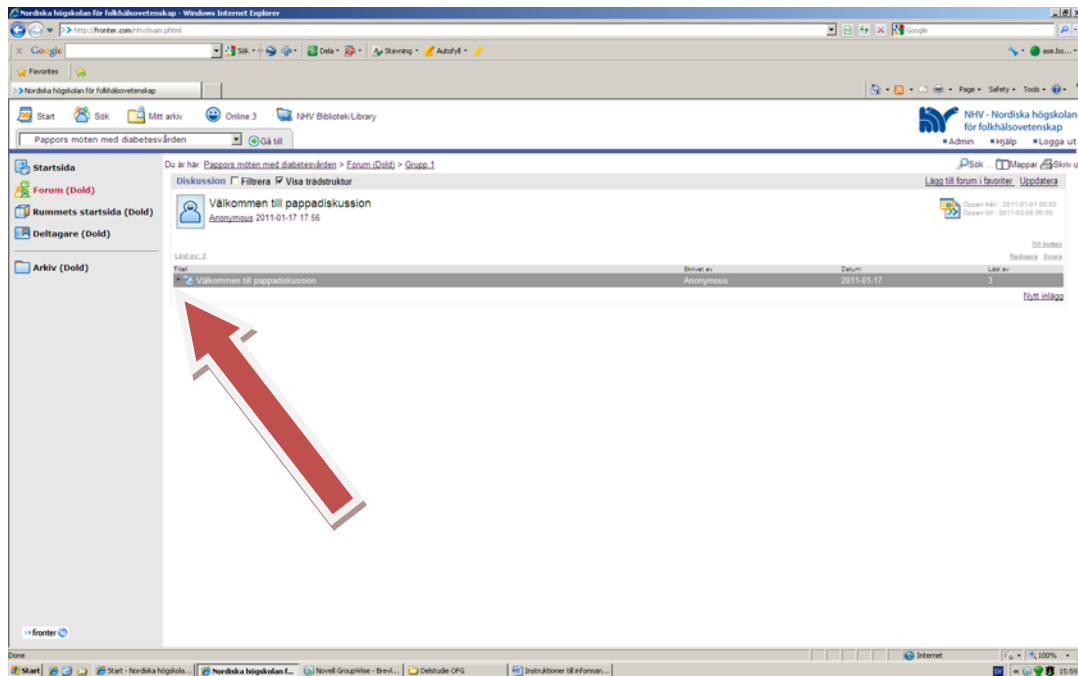 Nordiska högskolan för folkhälsovetenskap - Windows Internet Explorer
http://fronter.com/nhv/main.phtml
Google
Google Sök Dela Stavning Autofyll
Favorites
Nordiska högskolan för folkhälsovetenskap
Page Safety Tools
Start Sök Mitt arkiv Online:3 NHV Bibliotek/Library
NHV - Nordiska högskolan
för folkhälsovetenskap
Pappors möten med diabetesvården Gå till
Admin Hjälp Logga ut
Startsida
Forum (Dold)
Rummets startsida (Dold)
Deltagare (Dold)
Arkiv (Dold)
Du är här: Pappors möten med diabetesvården > Forum (Dold) > Grupp 1
Sök ... Mappar Skriv u
Diskussion Filtrera Visa trådstruktur
Lägg till forum i favoriter Uppdatera
Välkommen till pappadiskussion
Anonymous 2011-01-17 17:56
Öppen från : 2011-01-01 00:00
Öppen till : 2011-02-08 00:00
Till botten
Läst av: 3
Redigera Svara
Titel Skrivet av Datum Läst av
Välkommen till pappadiskussion Anonymous 2011-01-17 3
Nytt inlägg
fronter
Done
Internet 100%
Start Start - Nordiska högskola... Nordiska högskolan f... Novell GroupWise - Brevl... Delstudie OFG Instruktioner till informan... 15:59